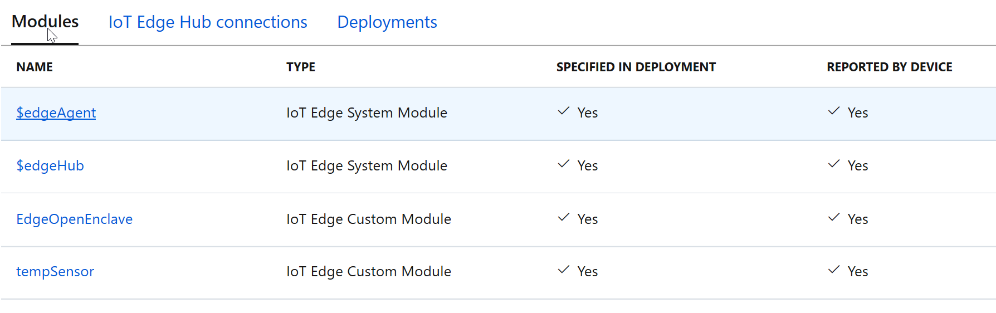 Modules IoT Edge Hub connections Deployments
NAME TYPE SPECIFIED IN DEPLOYMENT REPORTED BY DEVICE
$edgeAgent IoT Edge System Module Yes Yes
$edgeHub IoT Edge System Module Yes Yes
EdgeOpenEnclave IoT Edge Custom Module Yes Yes
tempSensor IoT Edge Custom Module Yes Yes